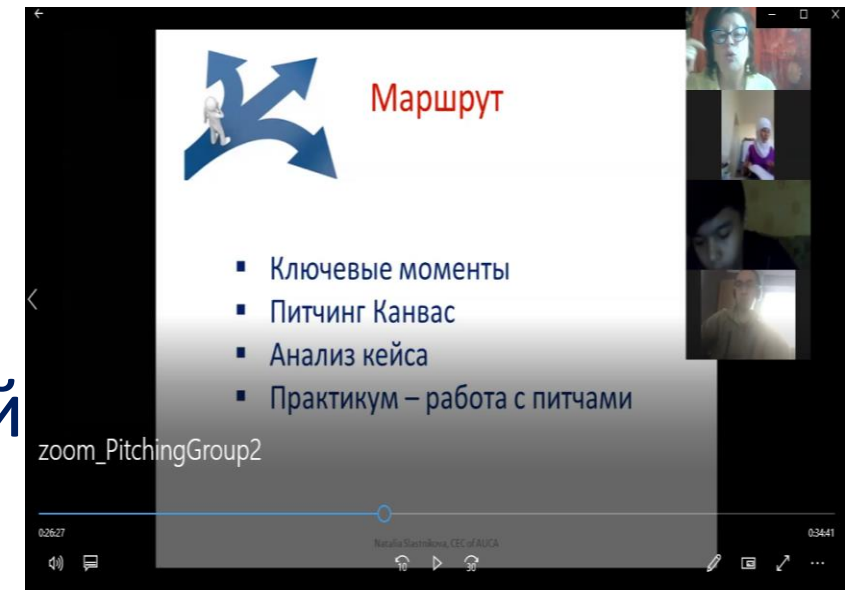 Маршрут
Ключевые моменты
Питчинг Канвас
Анализ кейса
Практикум – работа с питчами
й
zoom_PitchingGroup2
0:26:27
0:34:41
Natalia Slastnikova, CEC of AUCA
10
30